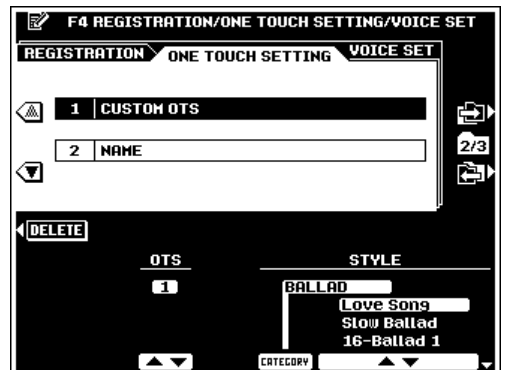 F4 REGISTRATION/ONE TOUCH SETTING/VOICE SET
REGISTRATION ONE TOUCH SETTING VOICE SET
1 CUSTOM OTS
2 NAME
2/3
DELETE
OTS STYLE
1 BALLAD
Love Song
Slow Ballad
16-Ballad 1
CATEGORY